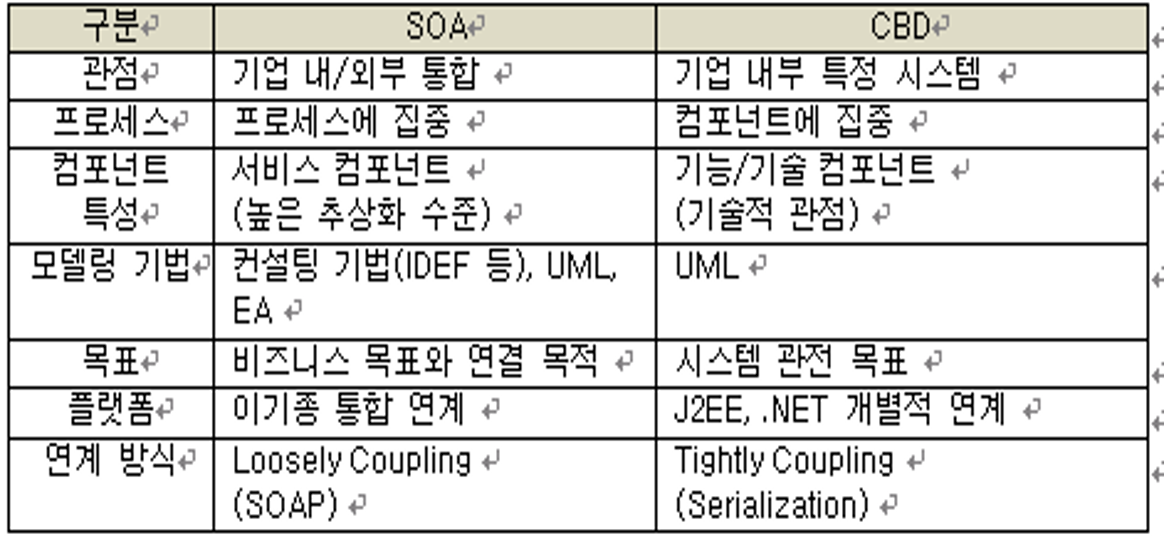 구분 SOA CBD
관점 기업 내/외부 통합 기업 내부 특정 시스템
프로세스 프로세스에 집중 컴포넌트에 집중
컴포넌트 서비스 컴포넌트 기능/기술 컴포넌트
특성 (높은 추상화 수준) (기술적 관점)
모델링 기법 컨설팅 기법(IDEF 등), UML, UML
EA
목표 비즈니스 목표와 연결 목적 시스템 관전 목표
플랫폼 이기종 통합 연계 J2EE, .NET 개별적 연계
연계 방식 Loosely Coupling Tightly Coupling
(SOAP) (Serialization)